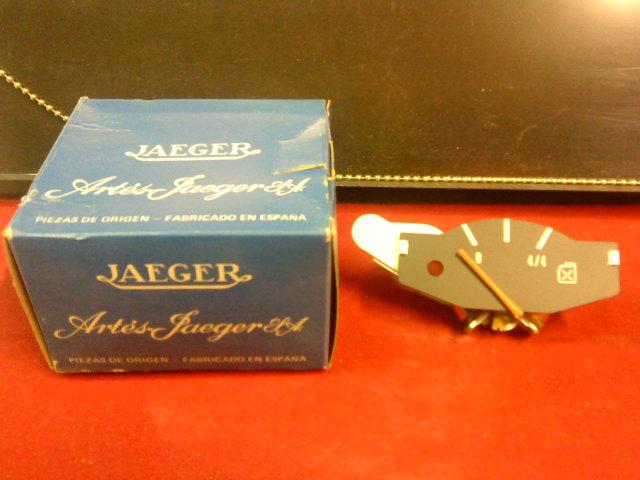 JAEGER
Artés-Jaeger S.A.
PIEZAS DE ORIGEN - FABRICADO EN ESPAÑA
JAEGER
Artés-Jaeger S.A.
PIEZAS DE ORIGEN - FABRICADO EN ESPAÑA
0 4/4